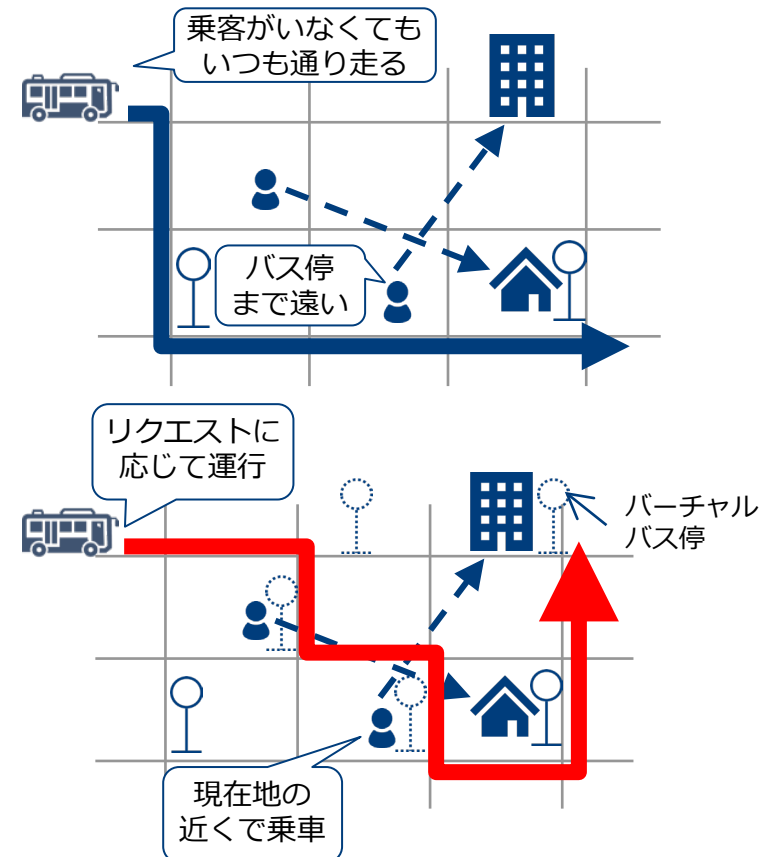 乗客がいなくても
いつも通り走る
バス停
まで遠い
リクエストに
応じて運行
バーチャル
バス停
現在地の
近くで乗車